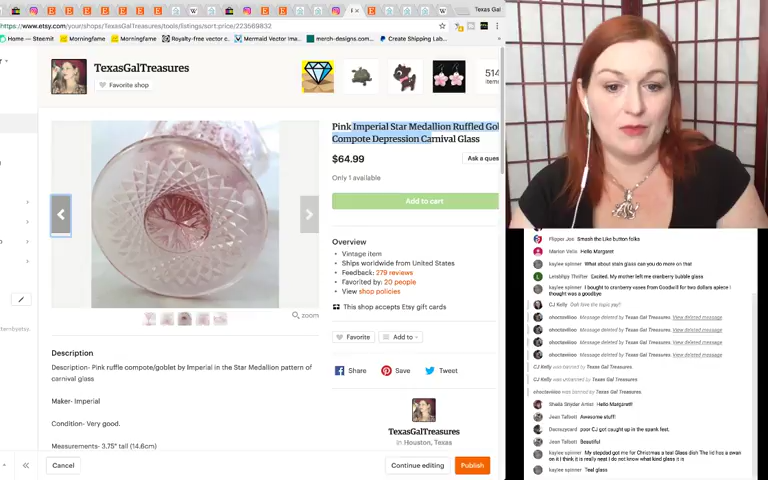 Texas Gal
https://www.etsy.com/your/shops/TexasGalTreasures/tools/listings/sort:price/223569832
Home — Steemit
Morningfame
Morningfame
Royalty-free vector c
Mermaid Vector Imag
merch-designs.com
Create Shipping Lab
TexasGalTreasures
Favorite shop
514
items
Pink Imperial Star Medallion Ruffled Gob
Compote Depression Carnival Glass
$64.99
Ask a ques
Only 1 available
Add to cart
Overview
• Vintage item
• Ships worldwide from United States
• Feedback: 279 reviews
• Favorited by: 20 people
• View shop policies
This shop accepts Etsy gift cards
zoom
Favorite
Add to
Share
Save
Tweet
Description
Description- Pink ruffle compote/goblet by Imperial in the Star Medallion pattern of
carnival glass
Maker- Imperial
Condition- Very good.
Measurements- 3.75" tall (14.6cm)
TexasGalTreasures
in Houston, Texas
tembyetsy
Cancel
Continue editing
Publish
Flipper Joe Smash the Like button folks
Marion Velis Hello Margaret
kaylee spinner What about stain glass can you do more on that
Excited. My mother left me cranberry bubble glass
kaylee spinner I bought to cranberry vases from Goodwill for two dollars apiece I
thought was a goodbye
CJ Kelly
Message deleted by Texas Gal Treasures. View deleted message
Message deleted by Texas Gal Treasures. View deleted message
Message deleted by Texas Gal Treasures. View deleted message
Message deleted by Texas Gal Treasures. View deleted message
CJ Kelly was banned by Texas Gal Treasures.
CJ Kelly was unbanned by Texas Gal Treasures
was banned by Texas Gal Treasures.
Sheila Snyder Artist Hello Margaret!
Jean Talbott Awesome stuff!
poor CJ got caught up in the spank fest.
Jean Talbott Beautiful
kaylee spinner My stepdad got me for Christmas a teal Glass dish The lid has a swan
on it I think it is really neat I do not know what kind glass it is
kaylee spinner Teal glass